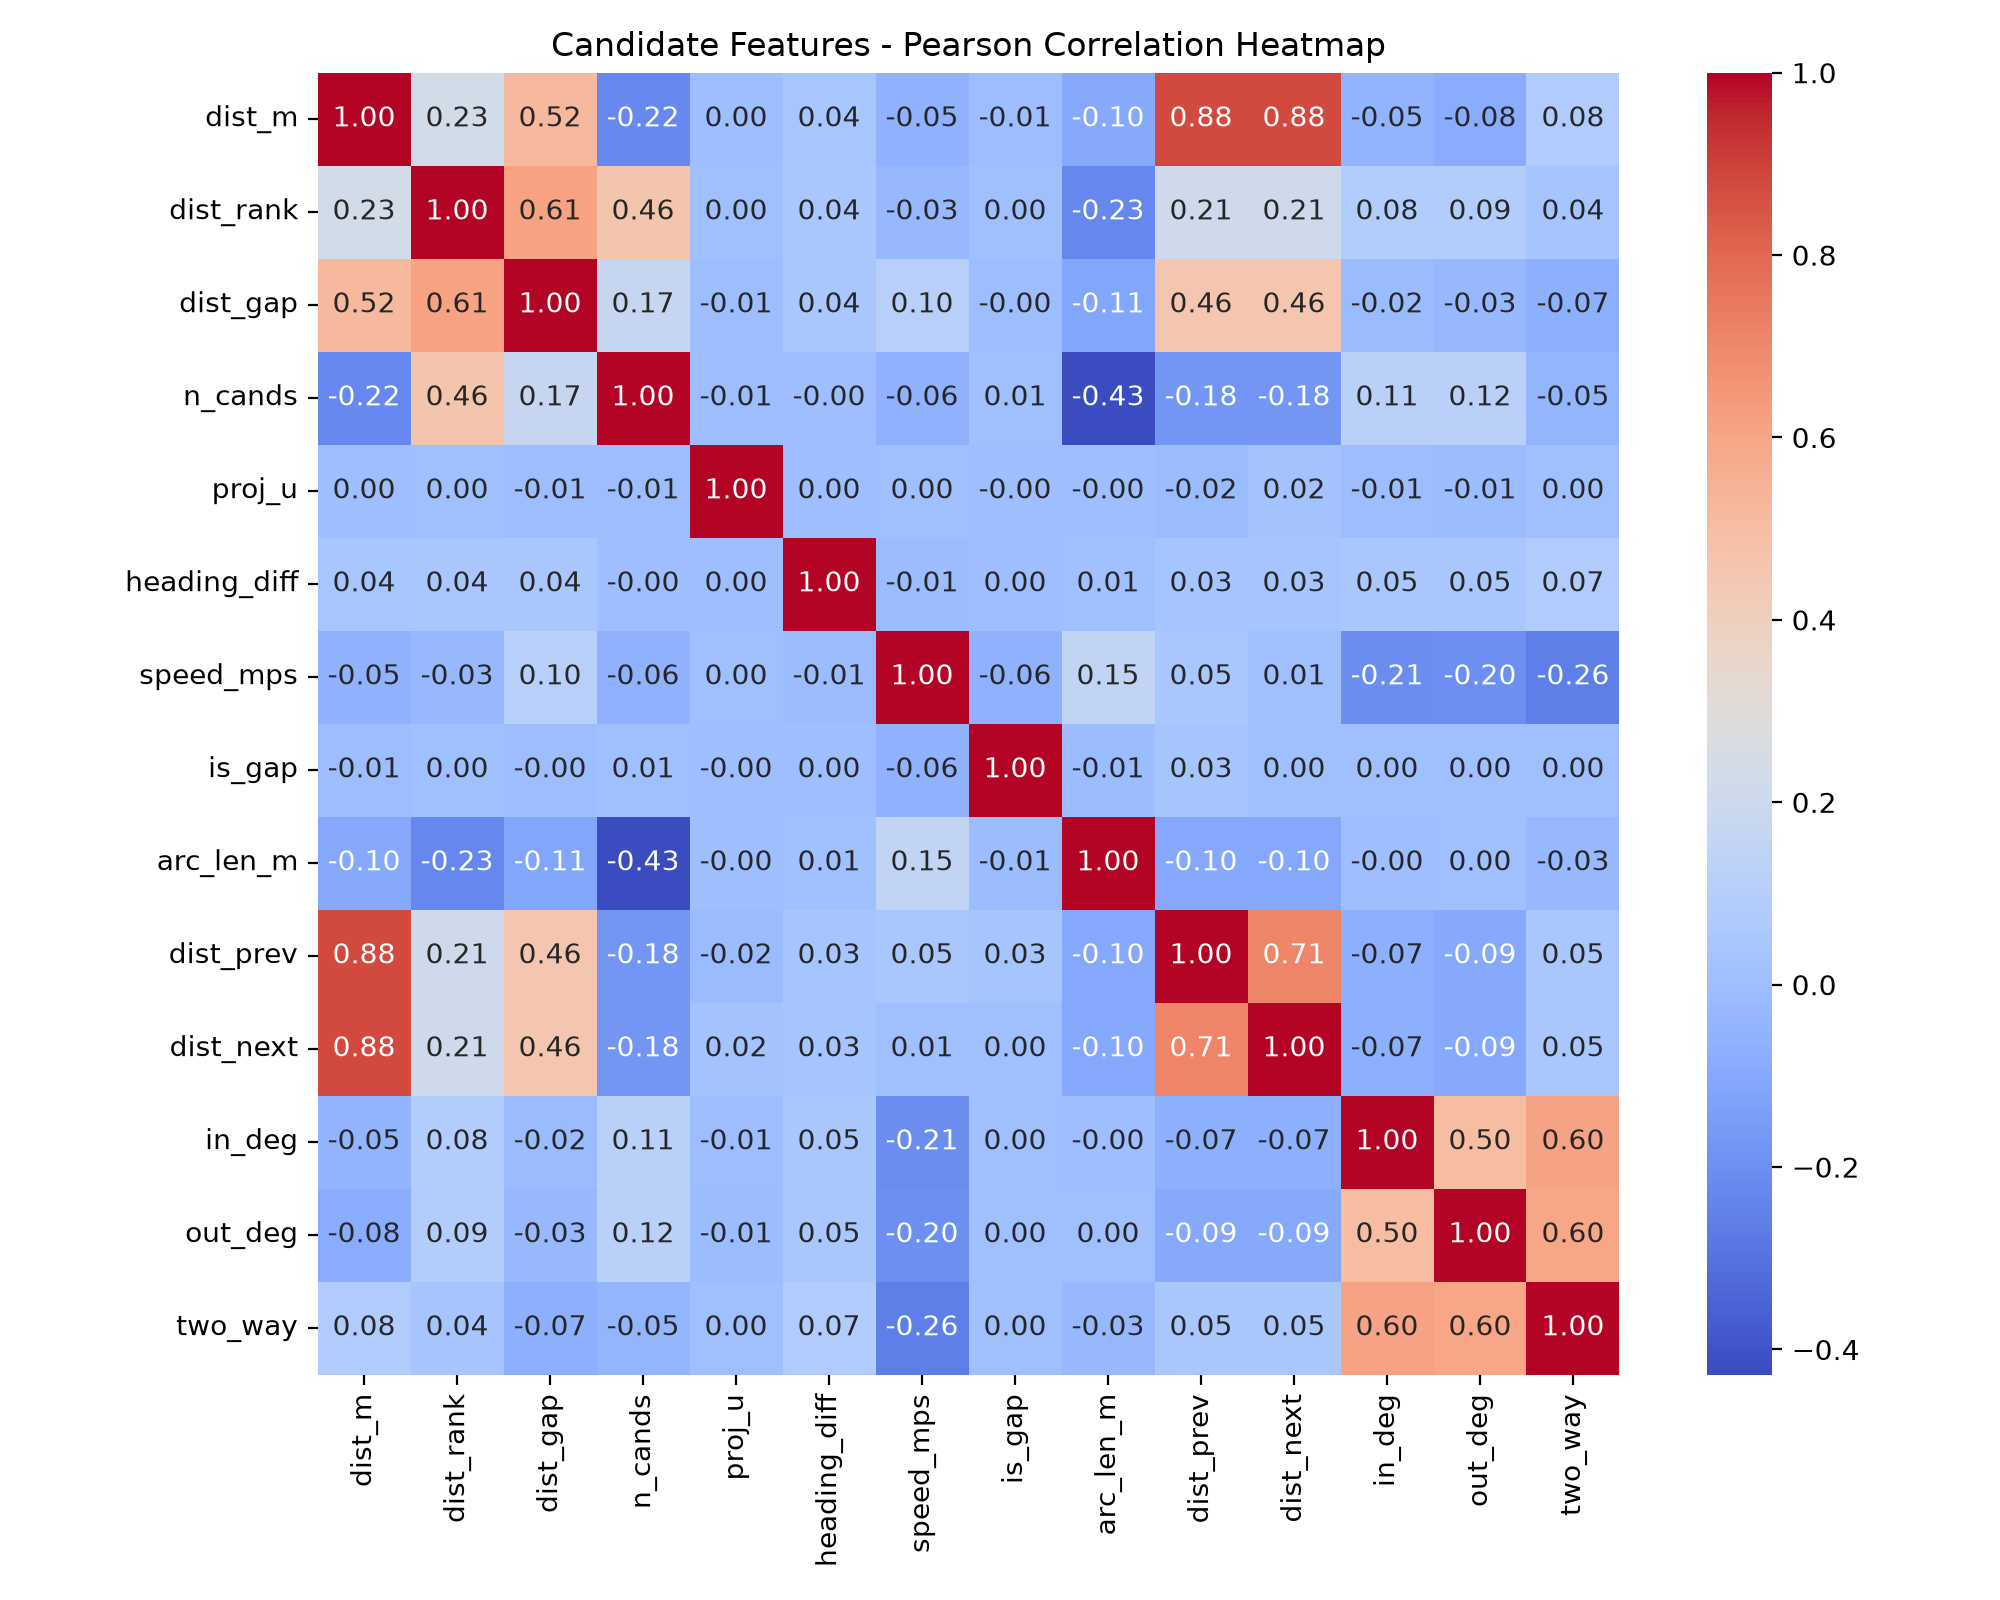 Candidate Features - Pearson Correlation Heatmap
dist_m 1.00 0.23 0.52 -0.22 0.00 0.04 -0.05 -0.01 -0.10 0.88 0.88 -0.05 -0.08 0.08
dist_rank 0.23 1.00 0.61 0.46 0.00 0.04 -0.03 0.00 -0.23 0.21 0.21 0.08 0.09 0.04
dist_gap 0.52 0.61 1.00 0.17 -0.01 0.04 0.10 -0.00 -0.11 0.46 0.46 -0.02 -0.03 -0.07
n_cands -0.22 0.46 0.17 1.00 -0.01 -0.00 -0.06 0.01 -0.43 -0.18 -0.18 0.11 0.12 -0.05
proj_u 0.00 0.00 -0.01 -0.01 1.00 0.00 0.00 -0.00 -0.00 -0.02 0.02 -0.01 -0.01 0.00
heading_diff 0.04 0.04 0.04 -0.00 0.00 1.00 -0.01 0.00 0.01 0.03 0.03 0.05 0.05 0.07
speed_mps -0.05 -0.03 0.10 -0.06 0.00 -0.01 1.00 -0.06 0.15 0.05 0.01 -0.21 -0.20 -0.26
is_gap -0.01 0.00 -0.00 0.01 -0.00 0.00 -0.06 1.00 -0.01 0.03 0.00 0.00 0.00 0.00
arc_len_m -0.10 -0.23 -0.11 -0.43 -0.00 0.01 0.15 -0.01 1.00 -0.10 -0.10 -0.00 0.00 -0.03
dist_prev 0.88 0.21 0.46 -0.18 -0.02 0.03 0.05 0.03 -0.10 1.00 0.71 -0.07 -0.09 0.05
dist_next 0.88 0.21 0.46 -0.18 0.02 0.03 0.01 0.00 -0.10 0.71 1.00 -0.07 -0.09 0.05
in_deg -0.05 0.08 -0.02 0.11 -0.01 0.05 -0.21 0.00 -0.00 -0.07 -0.07 1.00 0.50 0.60
out_deg -0.08 0.09 -0.03 0.12 -0.01 0.05 -0.20 0.00 0.00 -0.09 -0.09 0.50 1.00 0.60
two_way 0.08 0.04 -0.07 -0.05 0.00 0.07 -0.26 0.00 -0.03 0.05 0.05 0.60 0.60 1.00
dist_m dist_rank dist_gap n_cands proj_u heading_diff speed_mps is_gap arc_len_m dist_prev dist_next in_deg out_deg two_way
1.0
0.8
0.6
0.4
0.2
0.0
−0.2
−0.4